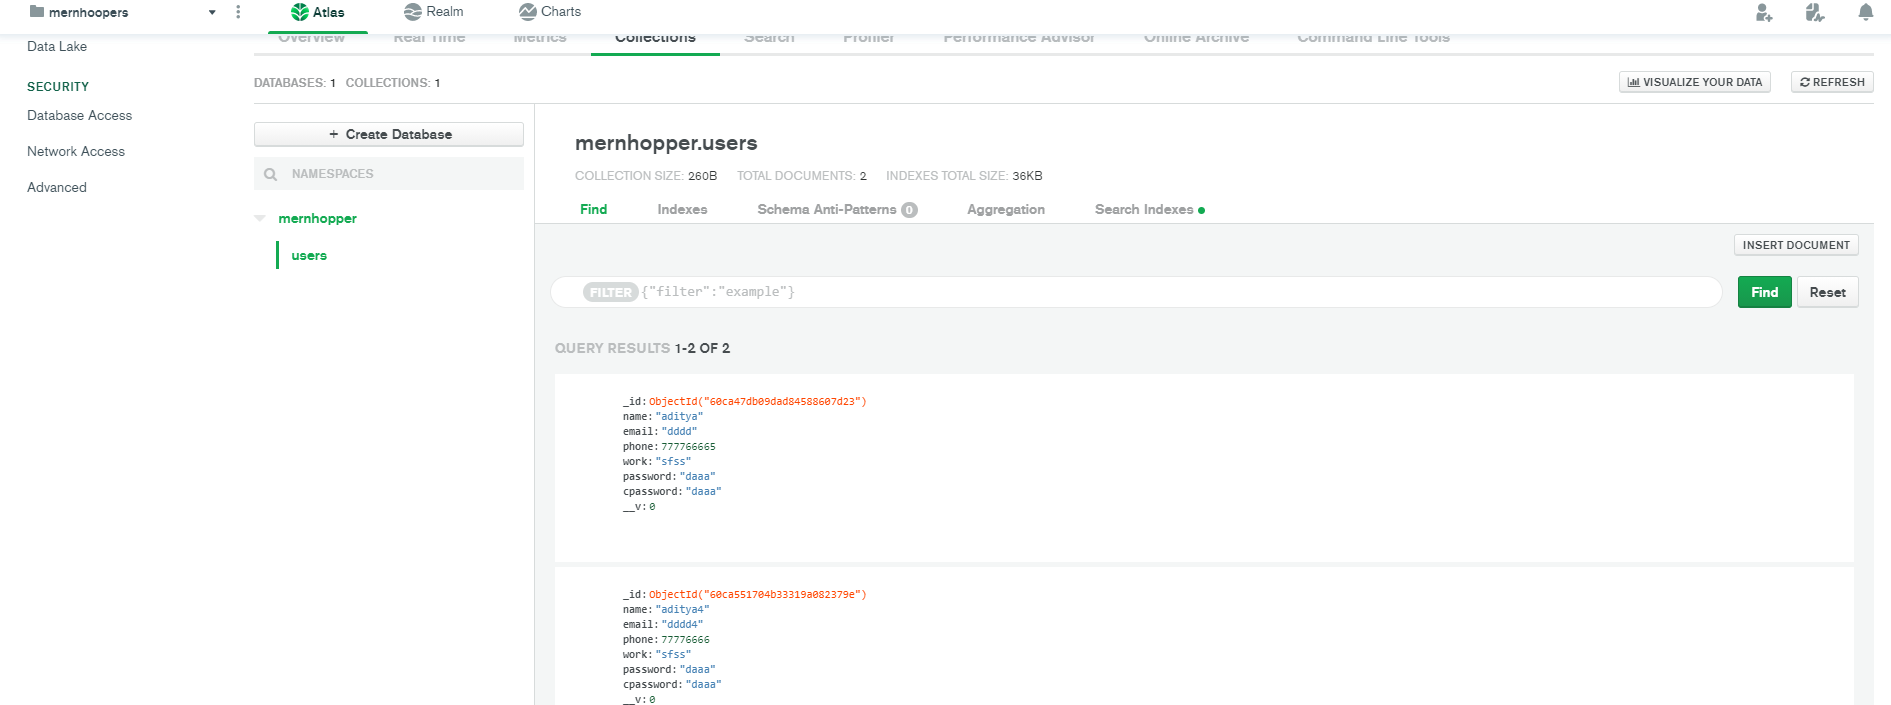 mernhoopers
Atlas
Realm
Charts
Data Lake
Overview
Real Time
Metrics
Collections
Search
Profiler
Performance Advisor
Online Archive
Command Line Tools
SECURITY
Database Access
Network Access
Advanced
DATABASES: 1 COLLECTIONS: 1
VISUALIZE YOUR DATA
REFRESH
+ Create Database
NAMESPACES
mernhopper
users
mernhopper.users
COLLECTION SIZE: 260B TOTAL DOCUMENTS: 2 INDEXES TOTAL SIZE: 36KB
Find
Indexes
Schema Anti-Patterns 0
Aggregation
Search Indexes
INSERT DOCUMENT
FILTER {"filter":"example"}
Find
Reset
QUERY RESULTS 1-2 OF 2
_id: ObjectId("60ca47db09dad84588607d23")
name: "aditya"
email: "dddd"
phone: 777766665
work: "sfss"
password: "daaa"
cpassword: "daaa"
__v: 0
_id: ObjectId("60ca551704b33319a082379e")
name: "aditya4"
email: "dddd4"
phone: 77776666
work: "sfss"
password: "daaa"
cpassword: "daaa"
__v: 0